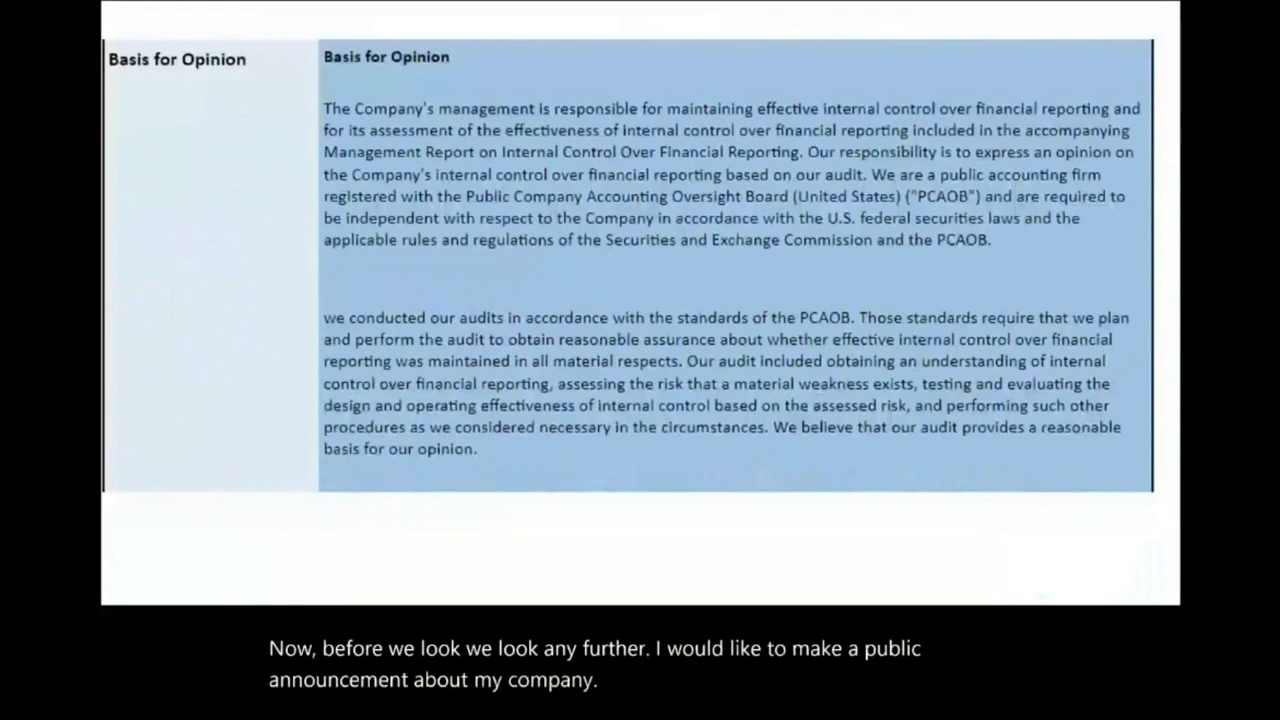 Basis for Opinion
Basis for Opinion
The Company's management is responsible for maintaining effective internal control over financial reporting and
for its assessment of the effectiveness of internal control over financial reporting included in the accompanying
Management Report on Internal Control Over Financial Reporting. Our responsibility is to express an opinion on
the Company's internal control over financial reporting based on our audit. We are a public accounting firm
registered with the Public Company Accounting Oversight Board (United States) ("PCAOB") and are required to
be independent with respect to the Company in accordance with the U.S. federal securities laws and the
applicable rules and regulations of the Securities and Exchange Commission and the PCAOB.
we conducted our audits in accordance with the standards of the PCAOB. Those standards require that we plan
and perform the audit to obtain reasonable assurance about whether effective internal control over financial
reporting was maintained in all material respects. Our audit included obtaining an understanding of internal
control over financial reporting, assessing the risk that a material weakness exists, testing and evaluating the
design and operating effectiveness of internal control based on the assessed risk, and performing such other
procedures as we considered necessary in the circumstances. We believe that our audit provides a reasonable
basis for our opinion.
Now, before we look we look any further. I would like to make a public
announcement about my company.